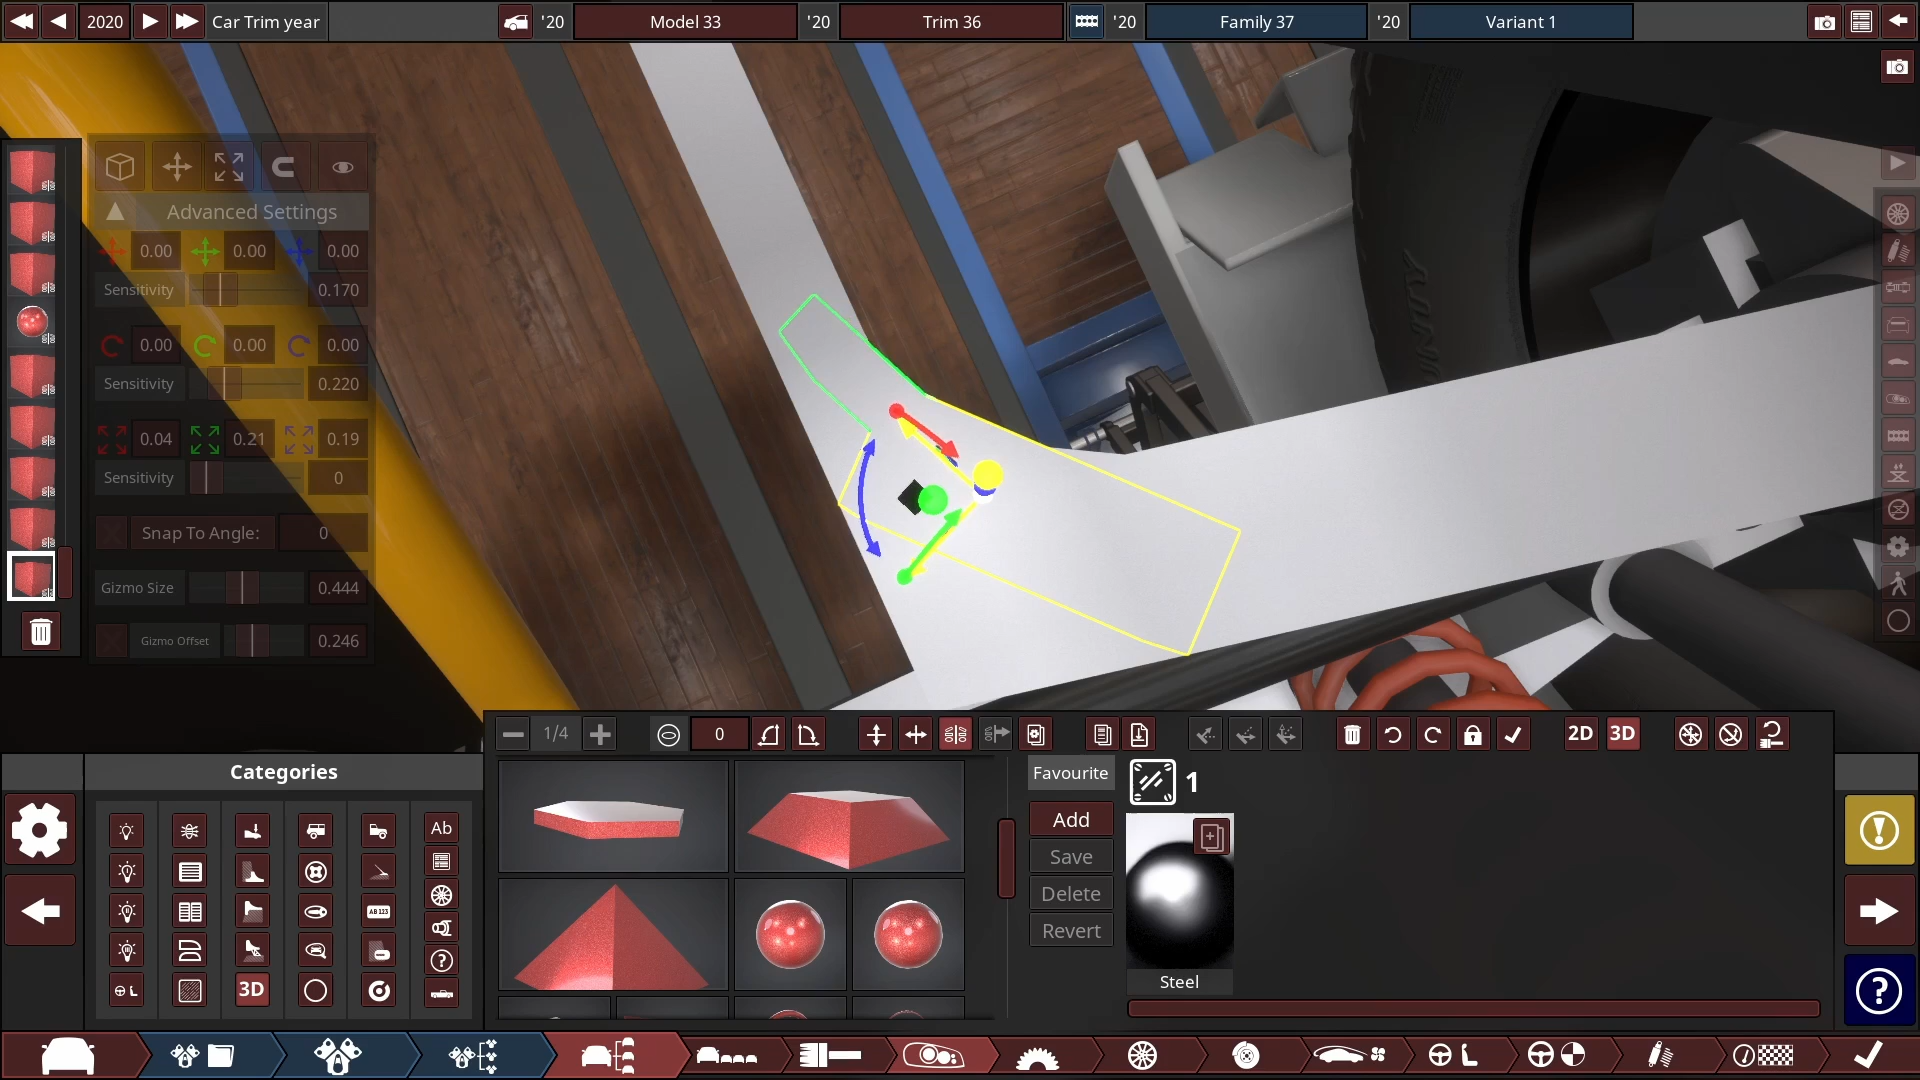 2020 Car Trim year '20 Model 33 '20 Trim 36 '20 Family 37 '20 Variant 1
Advanced Settings
0.00 0.00 0.00
Sensitivity 0.170
0.00 0.00 0.00
Sensitivity 0.220
0.04 0.21 0.19
Sensitivity 0
Snap To Angle: 0
Gizmo Size 0.444
Gizmo Offset 0.246
1/4 0 2D 3D
Categories
Ab
AB 123
3D
Favourite 1
Add
Save
Delete
Revert
Steel